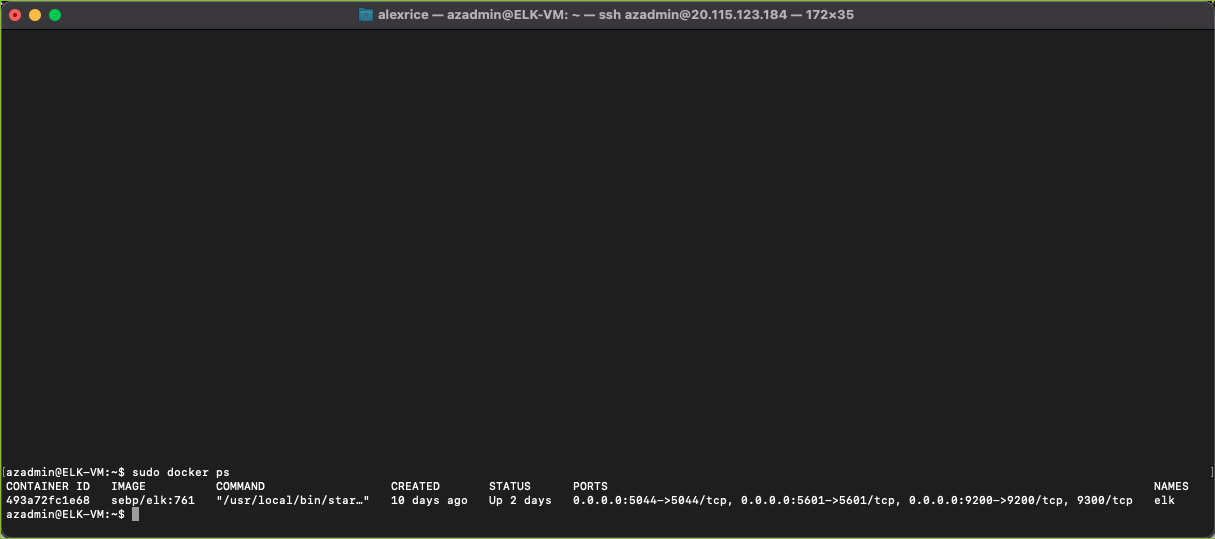 alexrice — azadmin@ELK-VM: ~ — ssh azadmin@20.115.123.184 — 172×35
[azadmin@ELK-VM:~$ sudo docker ps ]
CONTAINER ID   IMAGE          COMMAND                  CREATED       STATUS      PORTS                                                                              NAMES
493a72fc1e68   sebp/elk:761   "/usr/local/bin/star…"   10 days ago   Up 2 days   0.0.0.0:5044->5044/tcp, 0.0.0.0:5601->5601/tcp, 0.0.0.0:9200->9200/tcp, 9300/tcp   elk
azadmin@ELK-VM:~$